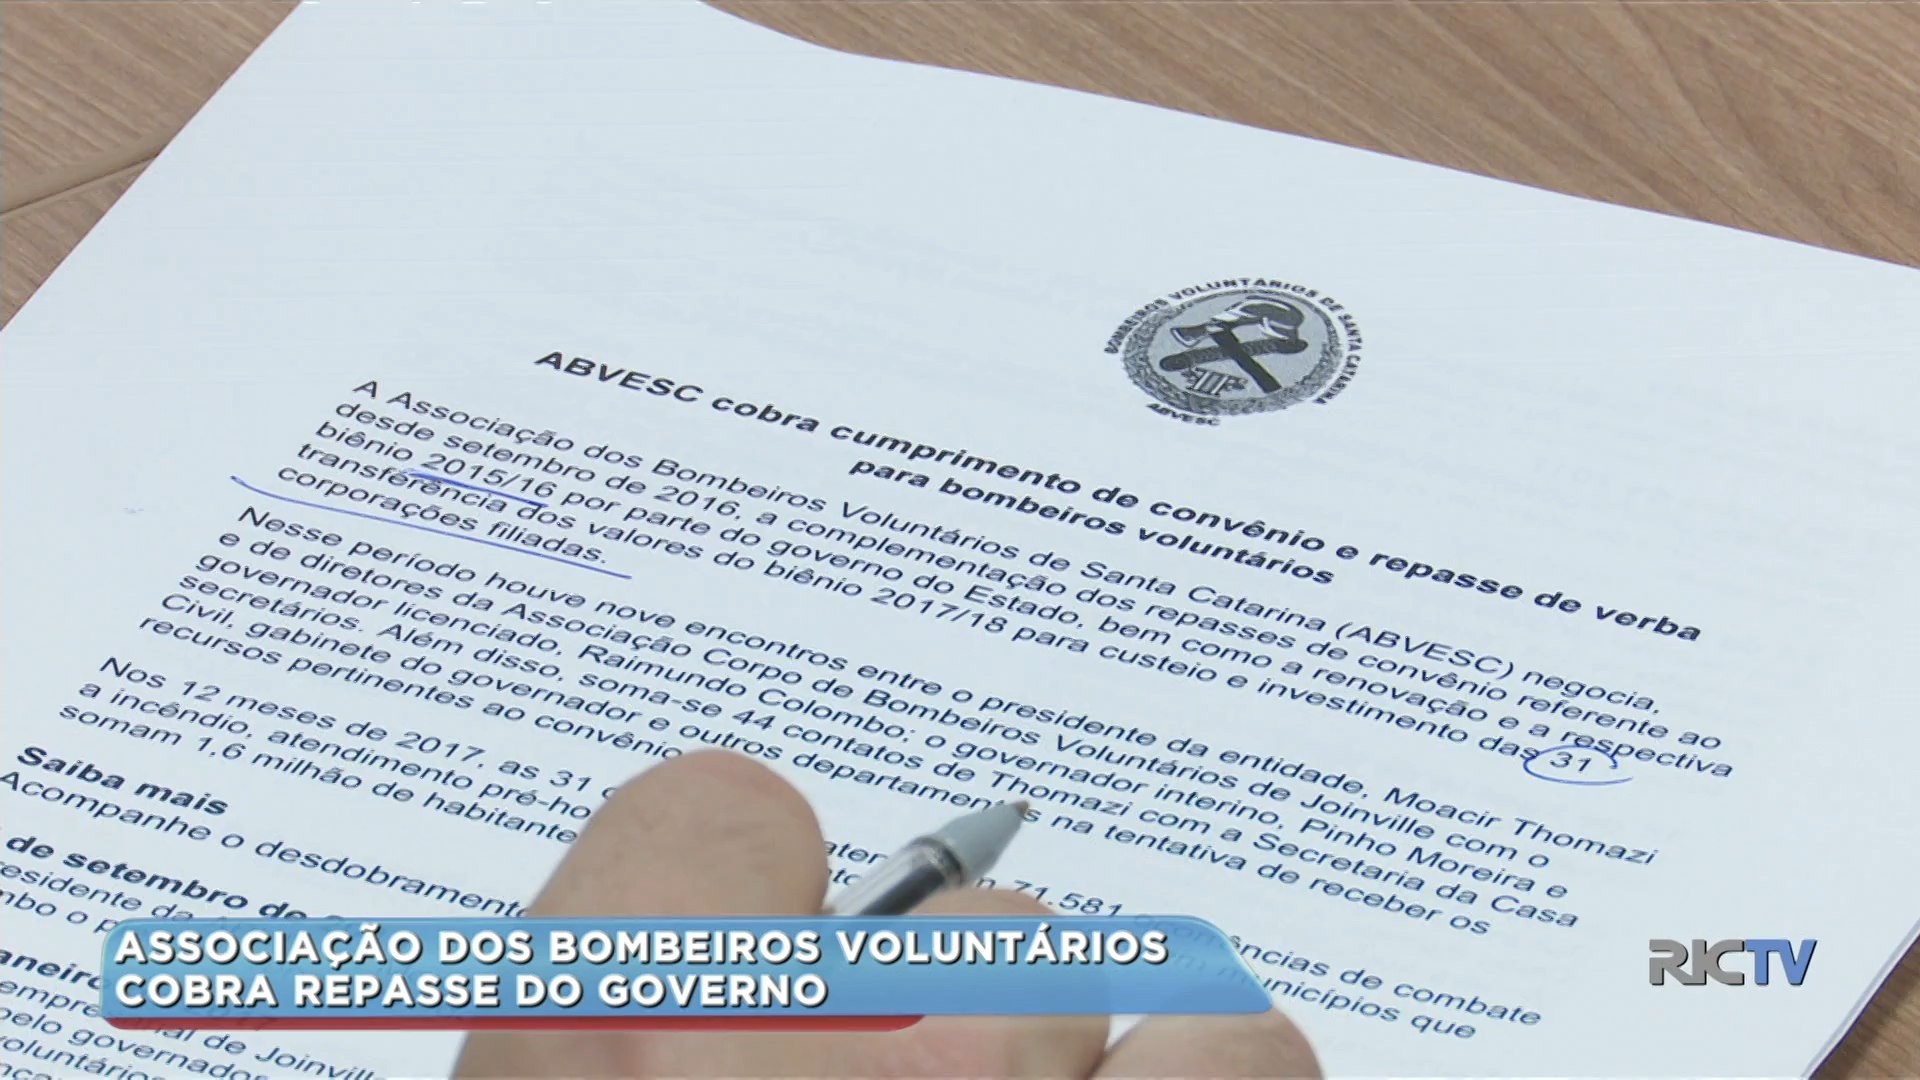 BOMBEIROS VOLUNTÁRIOS DE SANTA CATARINA
ABVESC
ABVESC cobra cumprimento de convênio e repasse de verba
para bombeiros voluntários
A Associação dos Bombeiros Voluntários de Santa Catarina (ABVESC) negocia,
desde setembro de 2016, a complementação dos repasses de convênio referente ao
biênio 2015/16 por parte do governo do Estado, bem como a renovação e a respectiva
transferência dos valores do biênio 2017/18 para custeio e investimento das 31
corporações filiadas.
Nesse período houve nove encontros entre o presidente da entidade, Moacir Thomazi
e de diretores da Associação Corpo de Bombeiros Voluntários de Joinville com o
governador licenciado, Raimundo Colombo; o governador interino, Pinho Moreira e
secretários. Além disso, soma-se 44 contatos de Thomazi com a Secretaria da Casa
Civil, gabinete do governador e outros departamentos na tentativa de receber os
recursos pertinentes ao convênio
Nos 12 meses de 2017, as 31 71.581 ocorrências de combate
a incêndio, atendimento municípios que
somam 1,6 milhão de
Saiba mais
Acompanhe o
de setembro de
ASSOCIAÇÃO DOS BOMBEIROS VOLUNTÁRIOS
COBRA REPASSE DO GOVERNO
de Joinville
RICTV